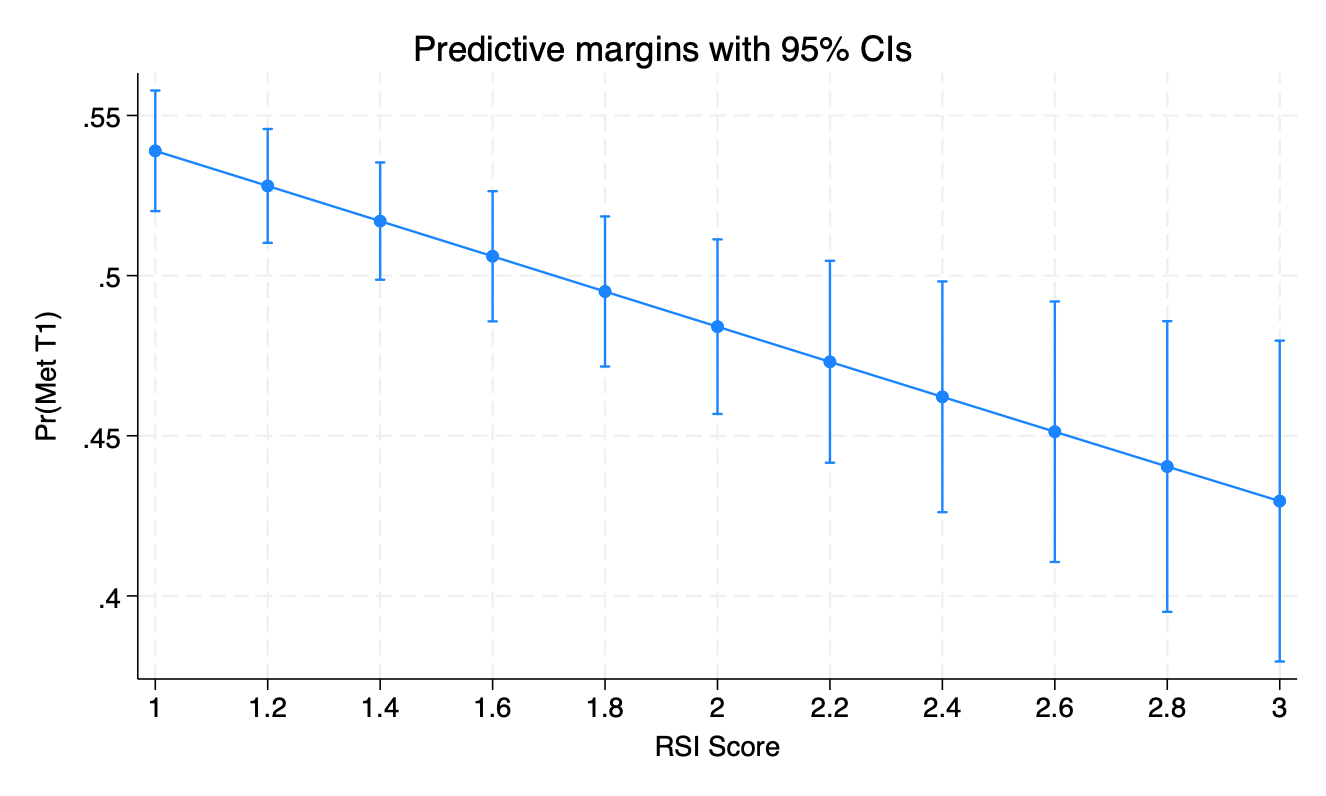 Predictive margins with 95% CIs
.55
.5
.45
.4
Pr(Met T1)
1 1.2 1.4 1.6 1.8 2 2.2 2.4 2.6 2.8 3
RSI Score